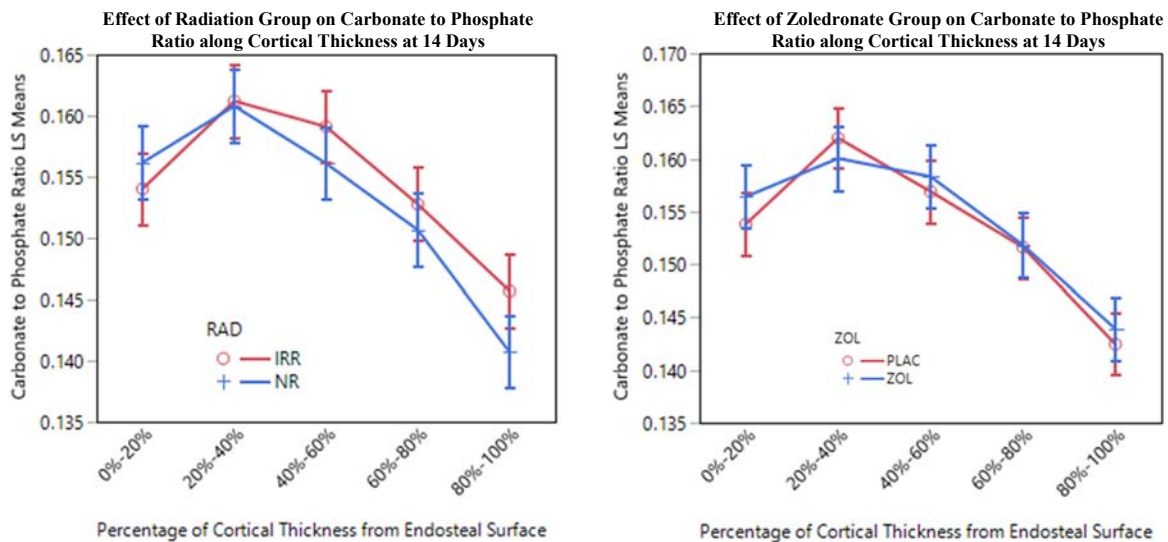 Effect of Radiation Group on Carbonate to Phosphate
Ratio along Cortical Thickness at 14 Days
Carbonate to Phosphate Ratio LS Means
0.165
0.160
0.155
0.150
0.145
0.140
0.135
RAD
IRR
NR
0%-20%
20%-40%
40%-60%
60%-80%
80%-100%
Percentage of Cortical Thickness from Endosteal Surface
Effect of Zoledronate Group on Carbonate to Phosphate
Ratio along Cortical Thickness at 14 Days
Carbonate to Phosphate Ratio LS Means
0.170
0.165
0.160
0.155
0.150
0.145
0.140
0.135
ZOL
PLAC
ZOL
0%-20%
20%-40%
40%-60%
60%-80%
80%-100%
Percentage of Cortical Thickness from Endosteal Surface